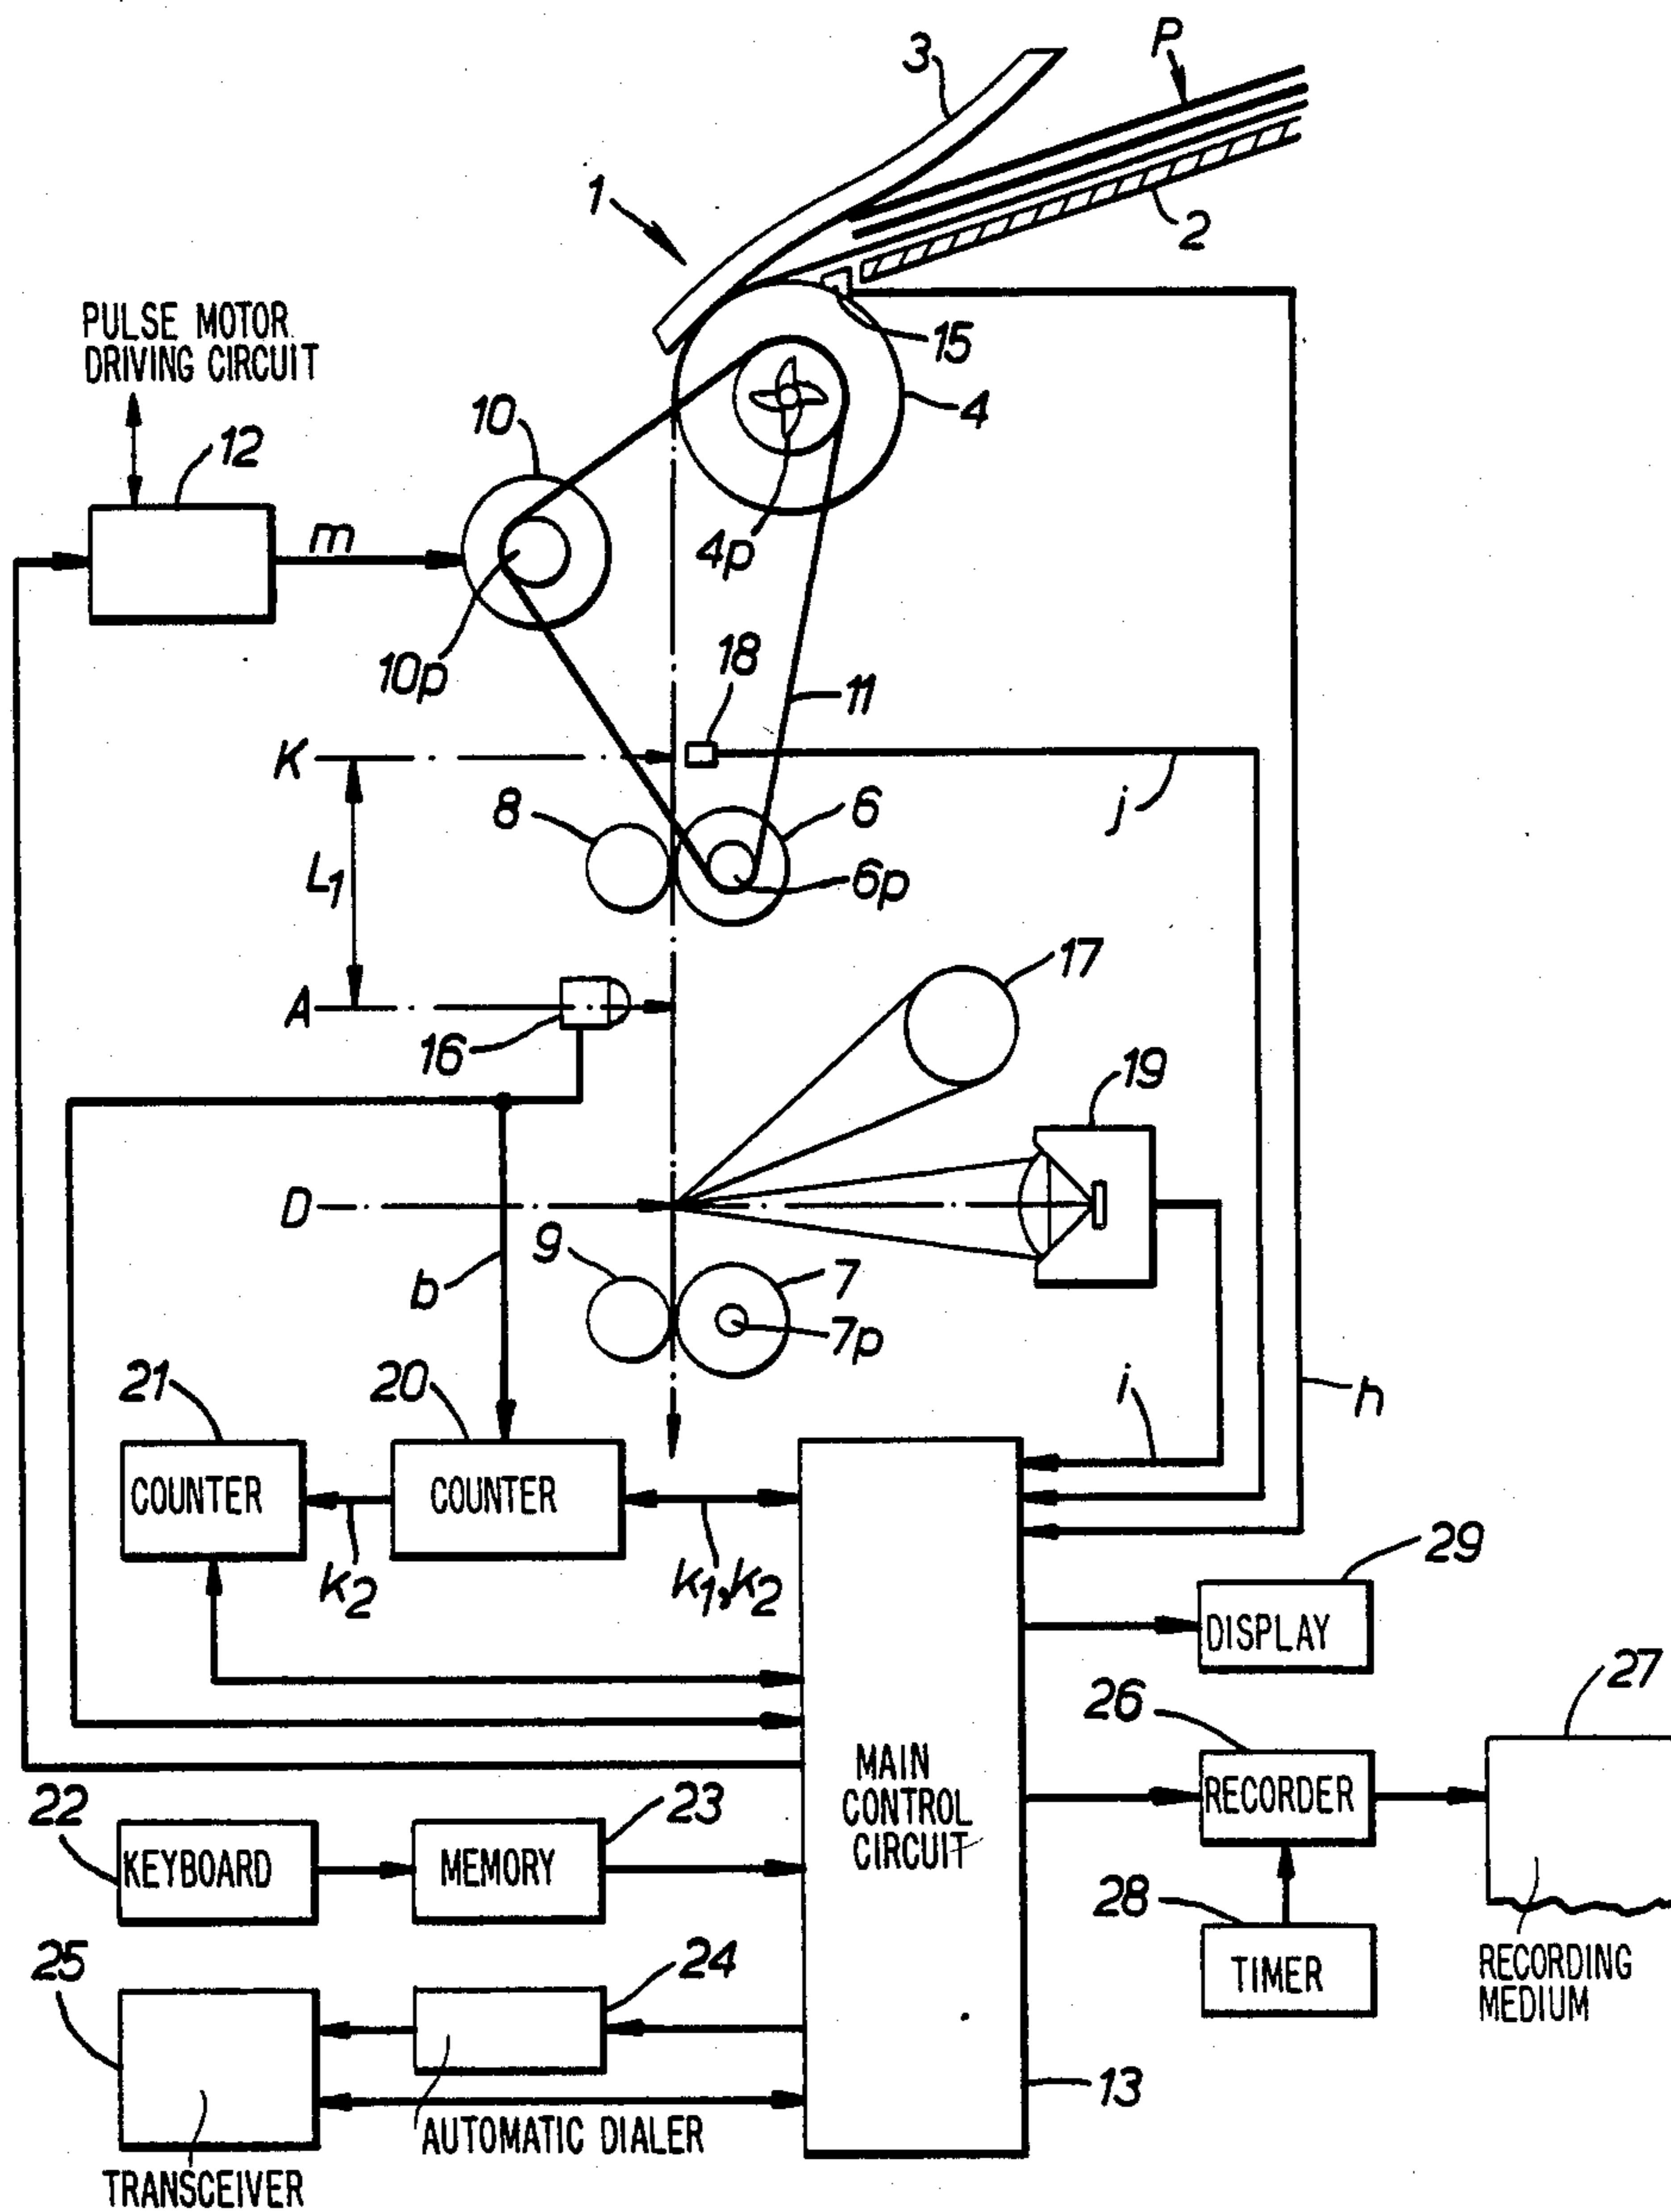 3
P
1
2
PULSE MOTOR
DRIVING CIRCUIT
15
4
10
12
m
4p
10p
18
11
K
j
8
6
L1
6p
17
A
16
19
D
9
b
7
7p
21
20
i
h
COUNTER
COUNTER
k2
k1,k2
29
DISPLAY
27
26
MAIN
CONTROL
CIRCUIT
RECORDER
22
23
KEYBOARD
MEMORY
28
TIMER
RECORDING
MEDIUM
25
24
13
AUTOMATIC DIALER
TRANSCEIVER